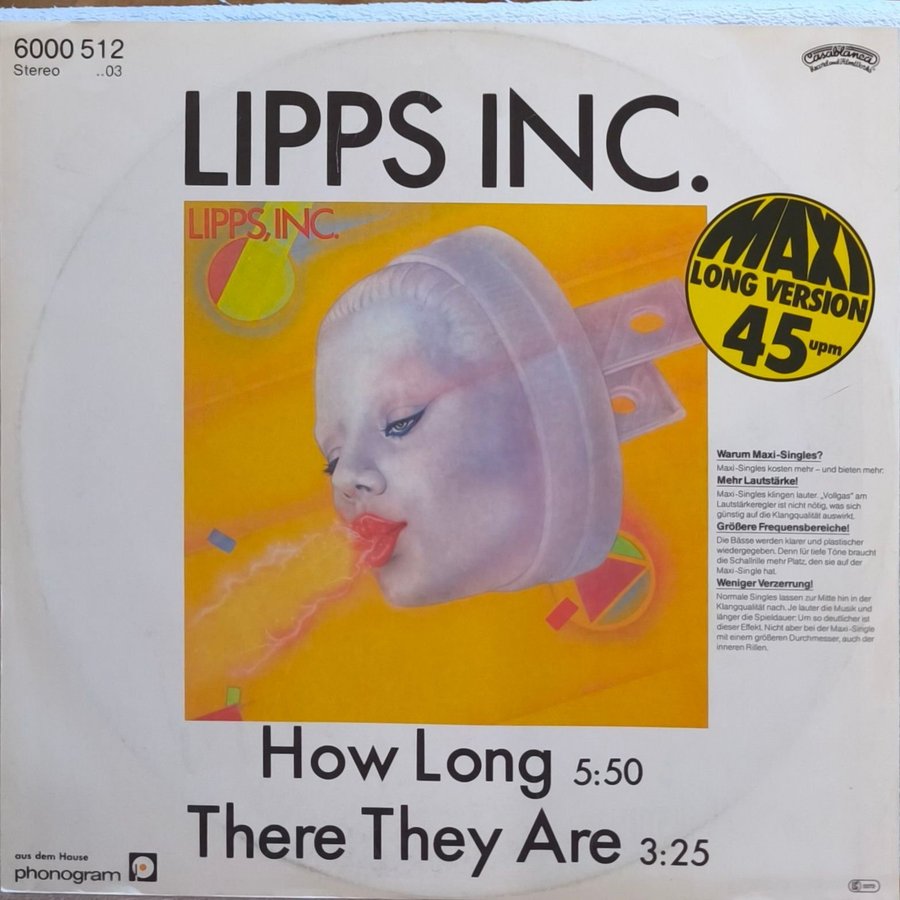 6000 512
Stereo ..03
Casablanca
Record and FilmWorks
LIPPS INC.
LIPPS, INC.
MAXI
LONG VERSION
45 upm
Warum Maxi-Singles?
Maxi-Singles kosten mehr – und bieten mehr:
Mehr Lautstärke!
Maxi-Singles klingen lauter. „Vollgas" am
Lautstärkeregler ist nicht nötig, was sich
günstig auf die Klangqualität auswirkt.
Größere Frequensbereiche!
Die Bässe werden klarer und plastischer
wiedergegeben. Denn für tiefe Töne braucht
die Schallrille mehr Platz, den sie auf der
Maxi-Single hat.
Weniger Verzerrung!
Normale Singles lassen zur Mitte hin in der
Klangqualität nach. Je lauter die Musik und
länger die Spieldauer: Um so deutlicher ist
dieser Effekt. Nicht aber bei der Maxi-Single
mit einem größeren Durchmesser, auch der
inneren Rillen.
How Long 5:50
There They Are 3:25
aus dem Hause
phonogram